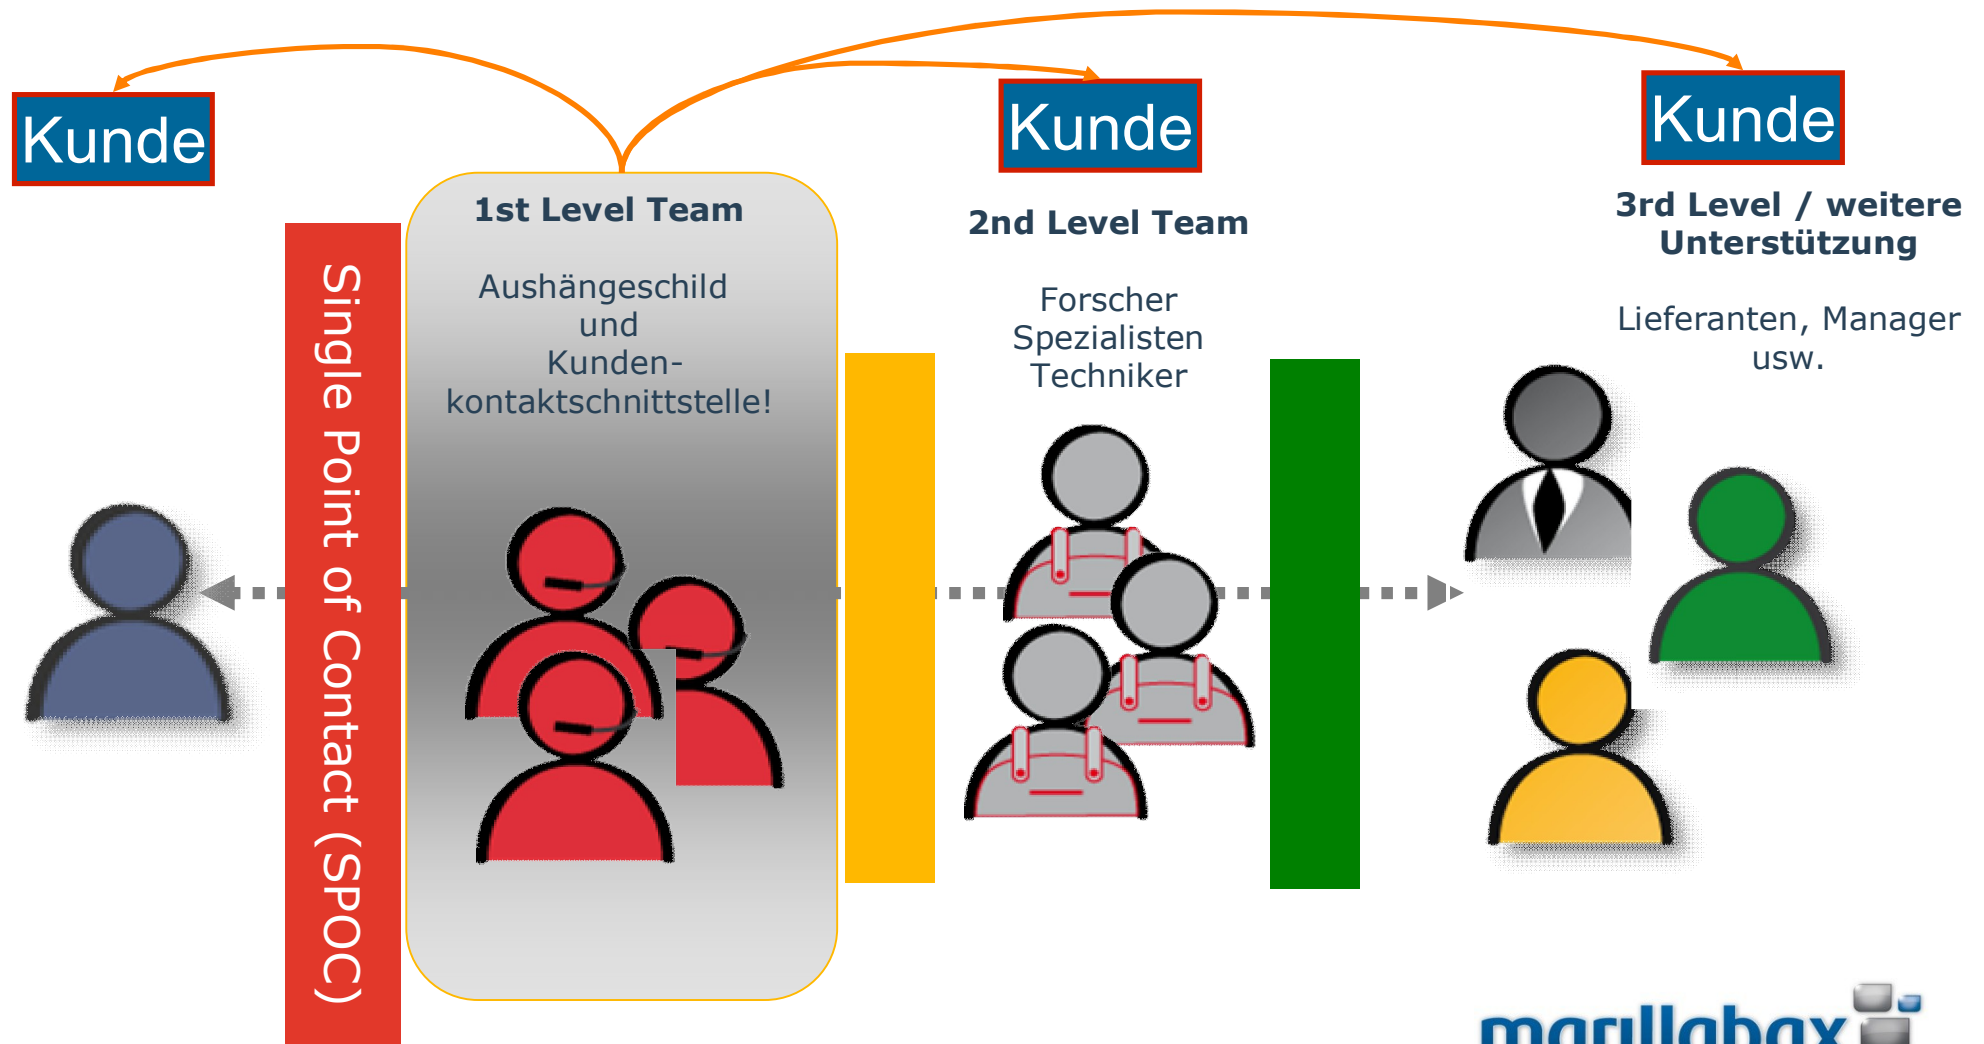 Kunde
Kunde
Kunde
Single Point of Contact (SPOC)
1st Level Team
Aushängeschild
und
Kunden-
kontaktschnittstelle!
2nd Level Team
Forscher
Spezialisten
Techniker
3rd Level / weitere
Unterstützung
Lieferanten, Manager
usw.
marillabax